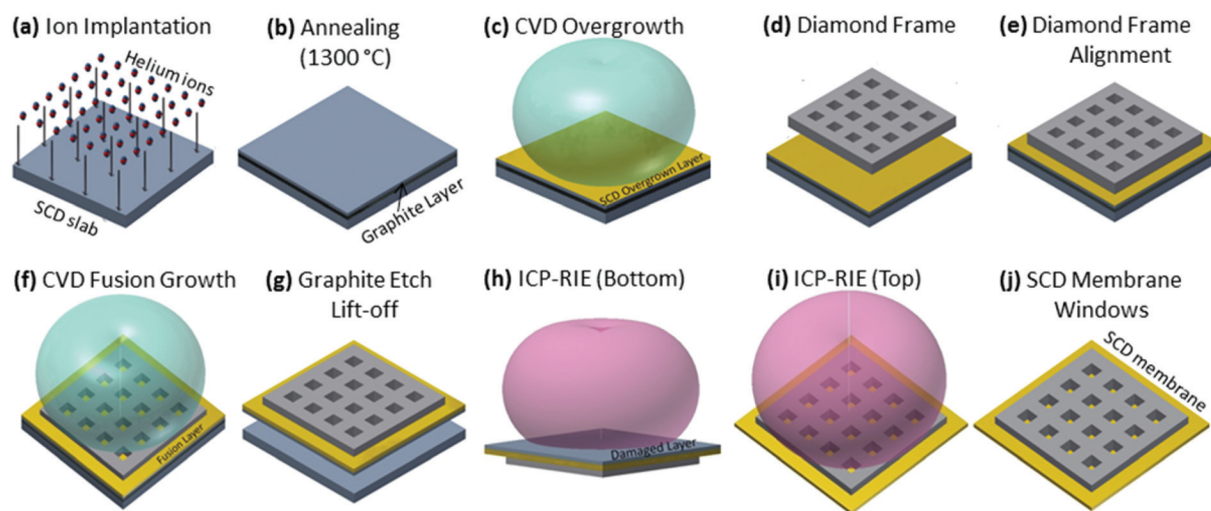 (a) Ion Implantation
Helium ions
SCD slab
(b) Annealing
(1300 °C)
Graphite Layer
(c) CVD Overgrowth
SCD Overgrown Layer
(d) Diamond Frame
(e) Diamond Frame
Alignment
(f) CVD Fusion Growth
Fusion Layer
(g) Graphite Etch
Lift-off
(h) ICP-RIE (Bottom)
Damaged Layer
(i) ICP-RIE (Top)
(j) SCD Membrane
Windows
SCD membrane